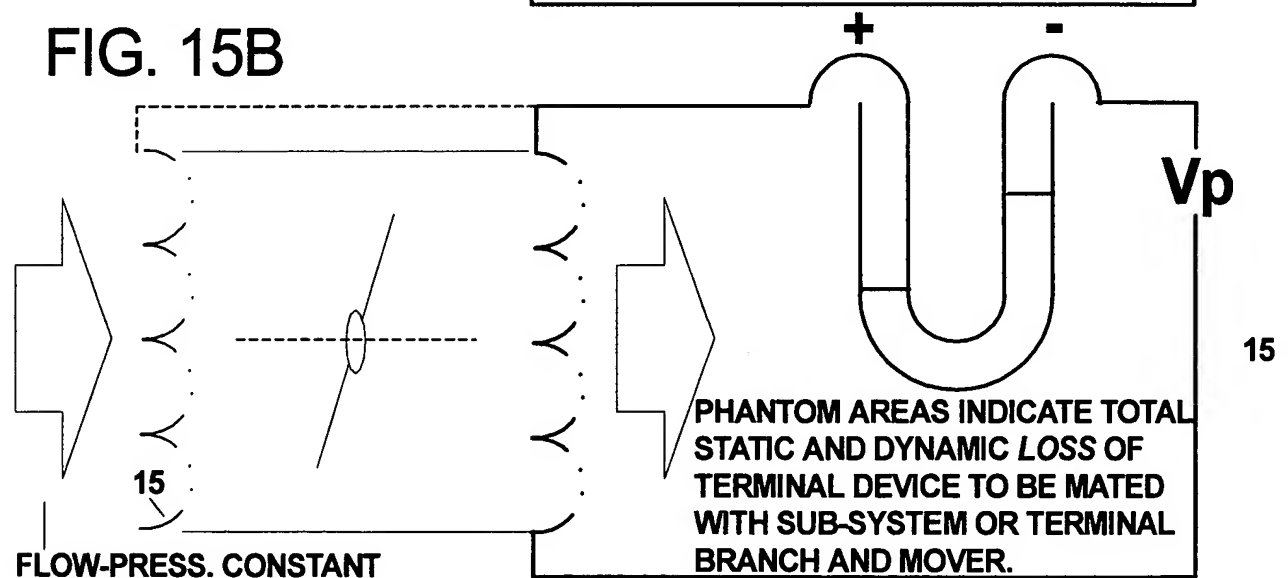 FIG. 15B
+ -
Vp
15
PHANTOM AREAS INDICATE TOTAL
STATIC AND DYNAMIC LOSS OF
TERMINAL DEVICE TO BE MATED
WITH SUB-SYSTEM OR TERMINAL
BRANCH AND MOVER.
15
FLOW-PRESS. CONSTANT